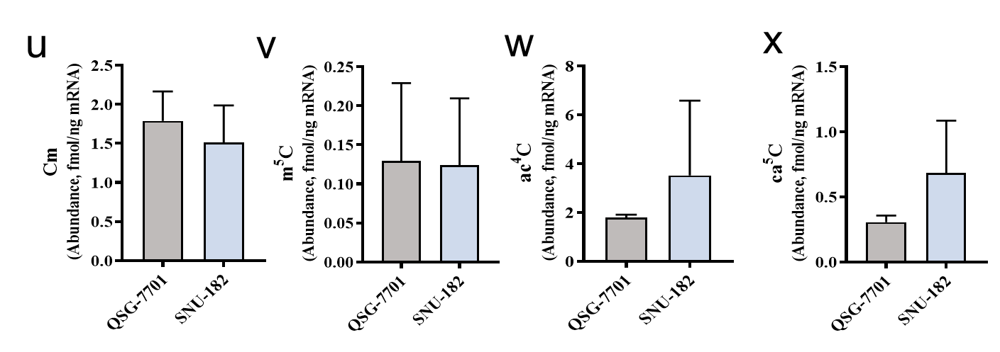 u
Cm
(Abundance, fmol/ng mRNA)
2.5
2.0
1.5
1.0
0.5
0.0
QSG-7701
SNU-182
v
m⁵C
(Abundance, fmol/ng mRNA)
0.25
0.20
0.15
0.10
0.05
0.00
QSG-7701
SNU-182
w
ac⁴C
(Abundance, fmol/ng mRNA)
8
6
4
2
0
QSG-7701
SNU-182
x
ca⁵C
(Abundance, fmol/ng mRNA)
1.5
1.0
0.5
0.0
QSG-7701
SNU-182